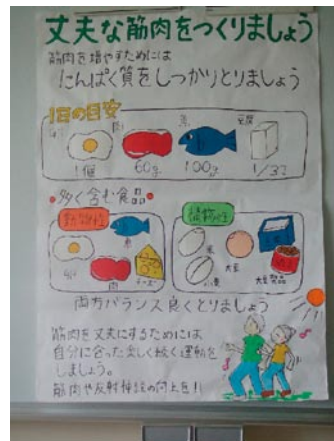 丈夫な筋肉をつくりましょう
筋肉を増やすためには
たんぱく質をしっかりとりましょう
1日の目安
卵 肉 魚 豆腐
1個 60g 100g 1/3丁
多く含む食品
動物性 植物性
魚
卵 肉 チーズ
米 大豆
小麦 大豆製品
両方バランス良くとりましょう
筋肉を丈夫にするためには
自分に合った楽しく続く運動を
しましょう。
筋肉や反射神経の向上を!!